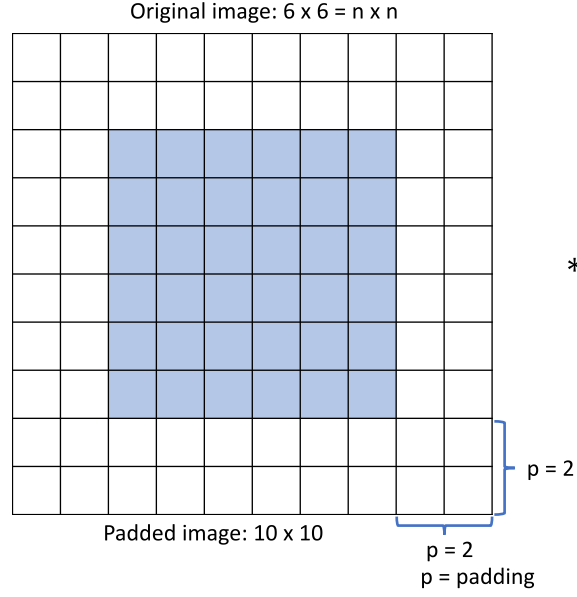 Original image: 6 x 6 = n x n
*
p = 2
Padded image: 10 x 10
p = 2
p = padding